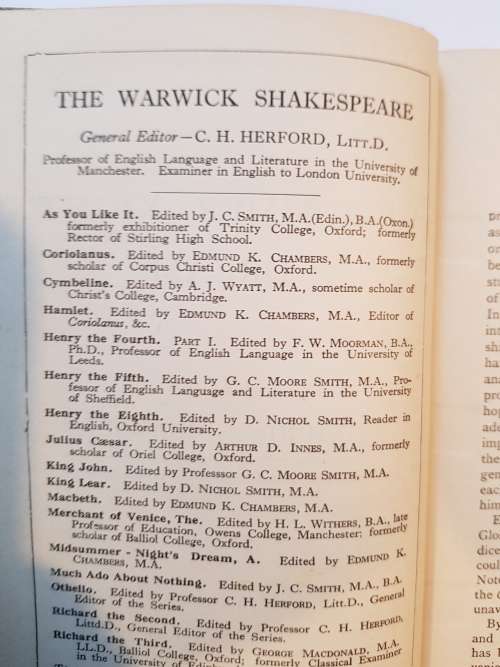 THE WARWICK SHAKESPEARE
General Editor—C. H. HERFORD, LITT.D.
Professor of English Language and Literature in the University of
Manchester. Examiner in English to London University.
As You Like It. Edited by J. C. SMITH, M.A.(Edin.), B.A.(Oxon.)
formerly exhibitioner of Trinity College, Oxford; formerly
Rector of Stirling High School.
Coriolanus. Edited by EDMUND K. CHAMBERS, M.A., formerly
scholar of Corpus Christi College, Oxford.
Cymbeline. Edited by A. J. WYATT, M.A., sometime scholar of
Christ's College, Cambridge.
Hamlet. Edited by EDMUND K. CHAMBERS, M.A., Editor of
Coriolanus, &c.
Henry the Fourth. PART I. Edited by F. W. MOORMAN, B.A.,
Ph.D., Professor of English Language in the University of
Leeds.
Henry the Fifth. Edited by G. C. MOORE SMITH, M.A., Pro-
fessor of English Language and Literature in the University
of Sheffield.
Henry the Eighth. Edited by D. NICHOL SMITH, Reader in
English, Oxford University.
Julius Cæsar. Edited by ARTHUR D. INNES, M.A., formerly
scholar of Oriel College, Oxford.
King John. Edited by Professsor G. C. MOORE SMITH, M.A.
King Lear. Edited by D. NICHOL SMITH, M.A.
Macbeth. Edited by EDMUND K. CHAMBERS, M.A.
Merchant of Venice, The. Edited by H. L. WITHERS, B.A., late
Professor of Education, Owens College, Manchester: formerly
scholar of Balliol College, Oxford.
Midsummer-Night's Dream, A. Edited by EDMUND K.
CHAMBERS, M.A.
Much Ado About Nothing. Edited by J. C. SMITH, M.A., B.A.
Othello. Edited by Professor C. H. HERFORD, Litt.D., General
Editor of the Series.
Richard the Second. Edited by Professor C. H. HERFORD,
Littd.D., General Editor of the Series.
Richard the Third. Edited by GEORGE MACDONALD, M.A.
LL.D., Balliol College, Oxford; formerly Classical Examiner
in the University of